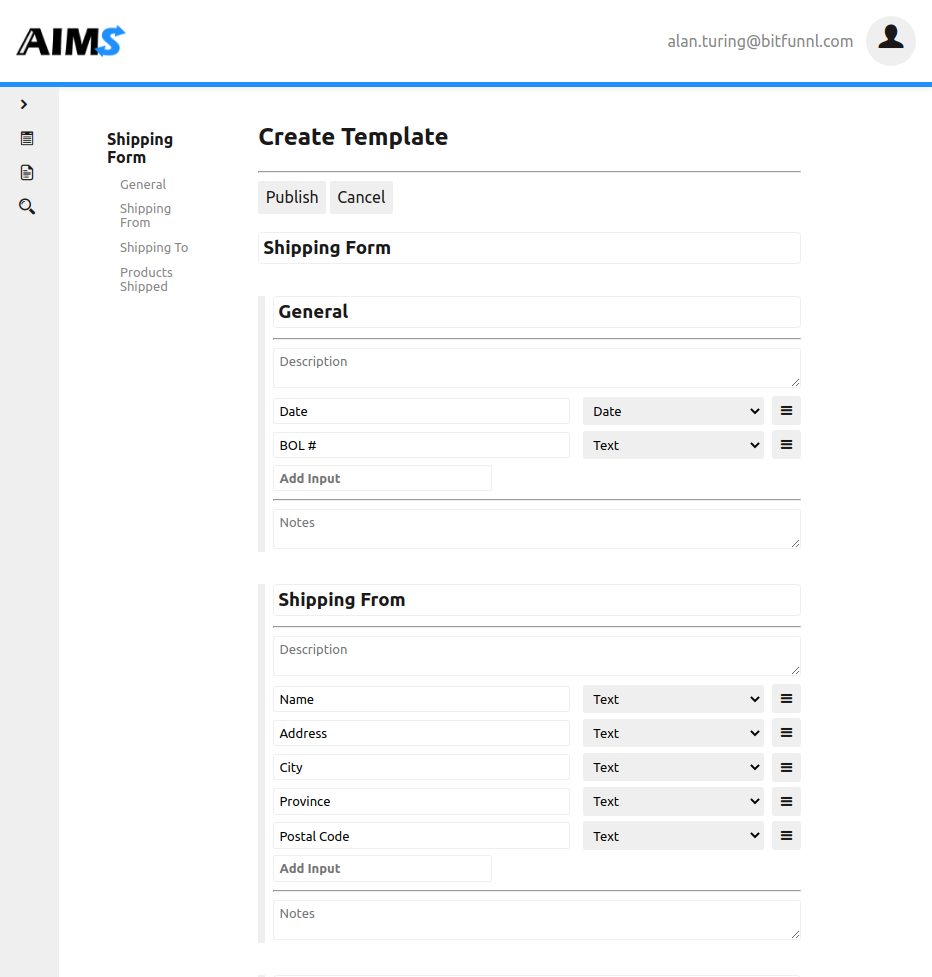 AIMS
alan.turing@bitfunnl.com
Shipping
Form
General
Shipping
From
Shipping To
Products
Shipped
Create Template
Publish Cancel
Shipping Form
General
Description
Date Date
BOL # Text
Add Input
Notes
Shipping From
Description
Name Text
Address Text
City Text
Province Text
Postal Code Text
Add Input
Notes